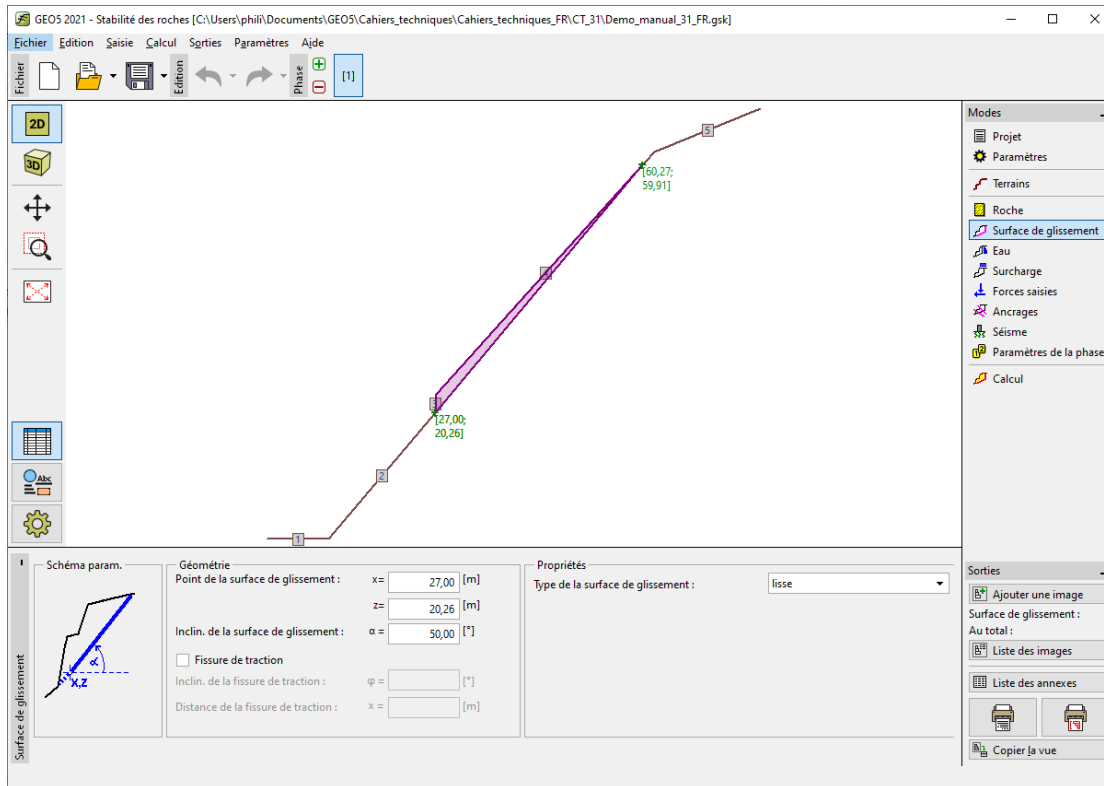 GEO5 2021 - Stabilité des roches [C:\Users\phili\Documents\GEO5\Cahiers_techniques\Cahiers_techniques_FR\CT_31\Demo_manual_31_FR.gsk]
Fichier Edition Saisie Calcul Sorties Paramètres Aide
Fichier
Edition
Phase
[1]
2D
3D
Abc
5
[60,27;
59,91]
4
3
[27,00;
20,26]
2
1
Modes
Projet
Paramètres
Terrains
Roche
Surface de glissement
Eau
Surcharge
Forces saisies
Ancrages
Séisme
Paramètres de la phase
Calcul
Surface de glissement
Schéma param.
α
X,Z
Géométrie
Point de la surface de glissement : x= 27,00 [m]
z= 20,26 [m]
Inclin. de la surface de glissement : α = 50,00 [°]
Fissure de traction
Inclin. de la fissure de traction : φ = [°]
Distance de la fissure de traction : x = [m]
Propriétés
Type de la surface de glissement : lisse
Sorties
Ajouter une image
Surface de glissement :
Au total :
Liste des images
Liste des annexes
Copier la vue